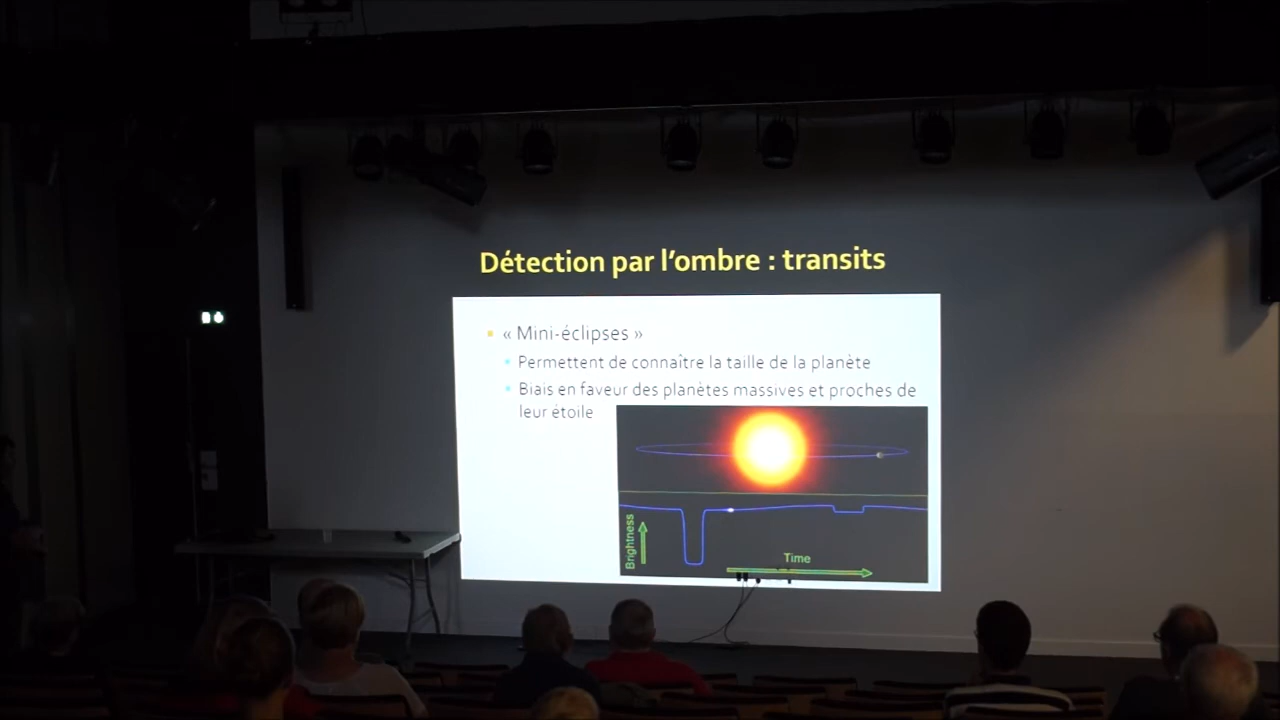 Détection par l'ombre : transits
« Mini-éclipses »
Permettent de connaître la taille de la planète
Biais en faveur des planètes massives et proches de
leur étoile
Brightness
Time